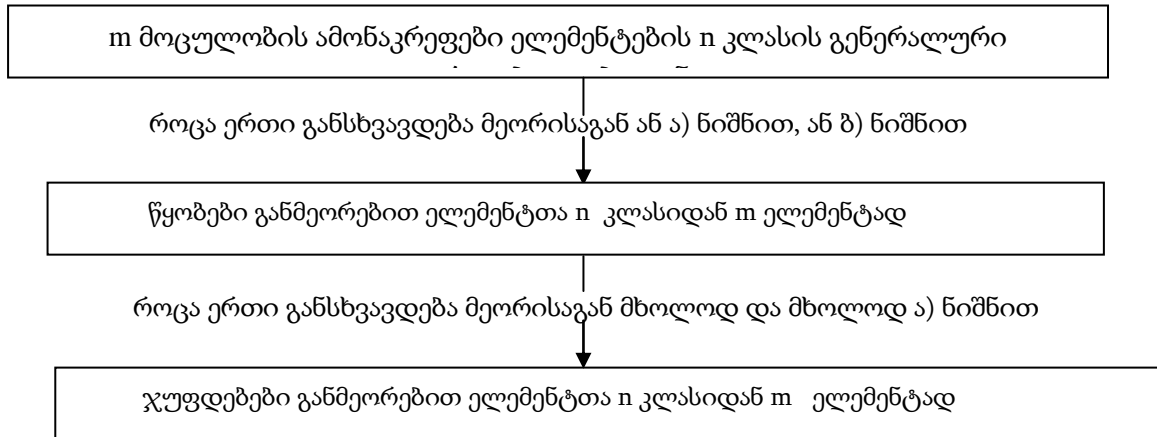 m მოცულობის ამონაკრეფები ელემენტების n კლასის გენერალური
როცა ერთი განსხვავდება მეორისაგან ან ა) ნიშნით, ან ბ) ნიშნით
წყობები განმეორებით ელემენტთა n კლასიდან m ელემენტად
როცა ერთი განსხვავდება მეორისაგან მხოლოდ და მხოლოდ ა) ნიშნით
ჯუფდებები განმეორებით ელემენტთა n კლასიდან m ელემენტად